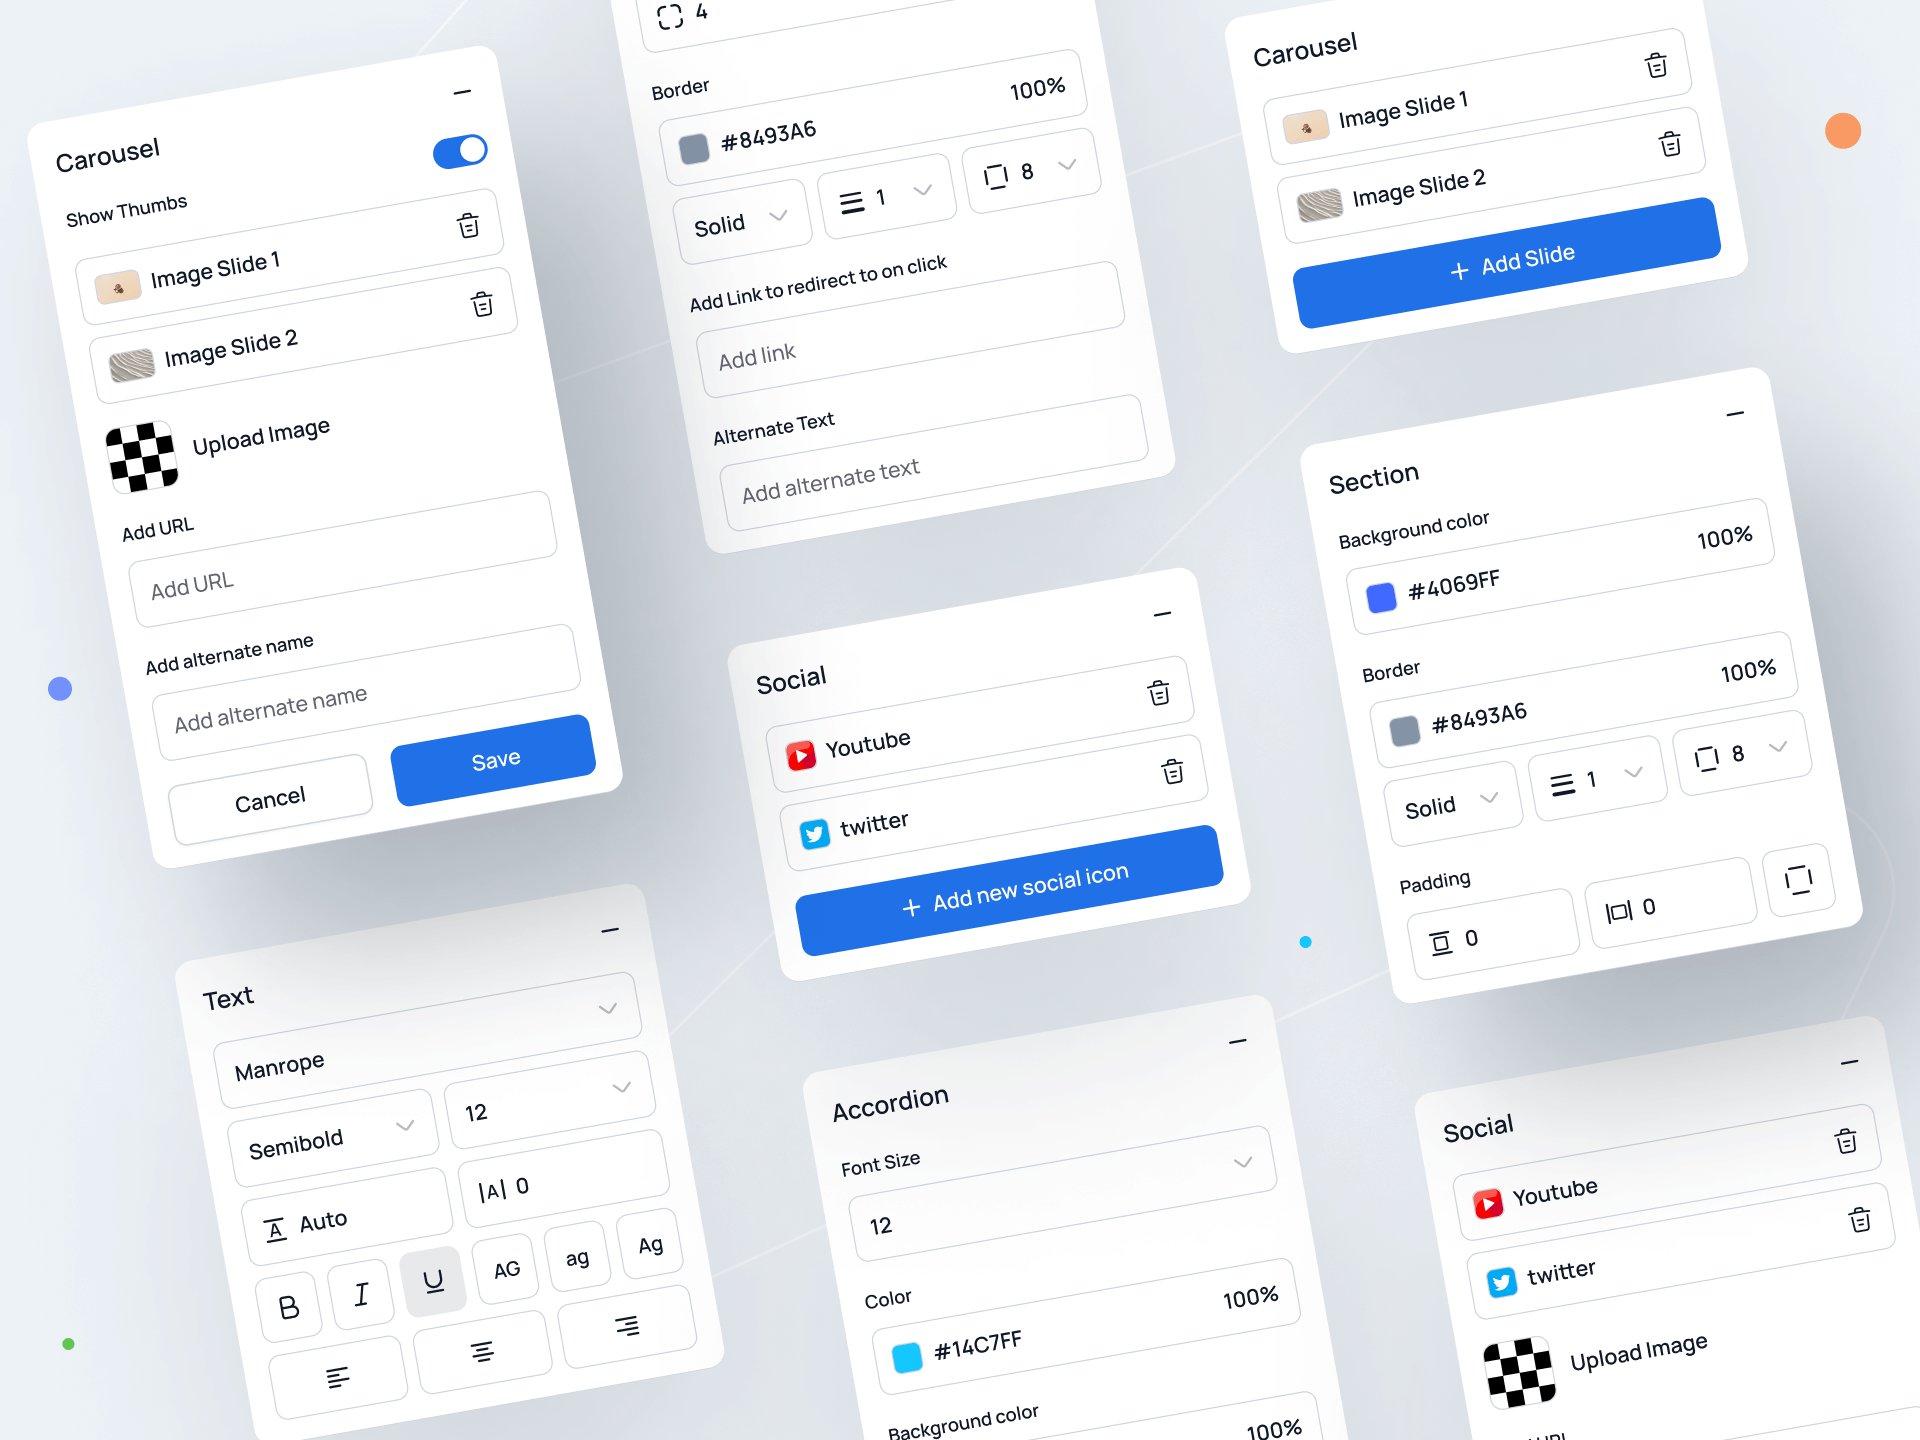 Carousel
Show Thumbs
Image Slide 1
Image Slide 2
Upload Image
Add URL
Add URL
Add alternate name
Add alternate name
Cancel
Save
Text
Manrope
Semibold
12
Auto
|A| 0
B
I
U
AG
ag
Ag
4
Border
#8493A6
100%
Solid
1
8
Add Link to redirect to on click
Add link
Alternate Text
Add alternate text
Social
Youtube
twitter
+ Add new social icon
Accordion
Font Size
12
Color
#14C7FF
100%
Background color
100%
Carousel
Image Slide 1
Image Slide 2
+ Add Slide
Section
Background color
#4069FF
100%
Border
#8493A6
100%
Solid
1
8
Padding
0
0
Social
Youtube
twitter
Upload Image